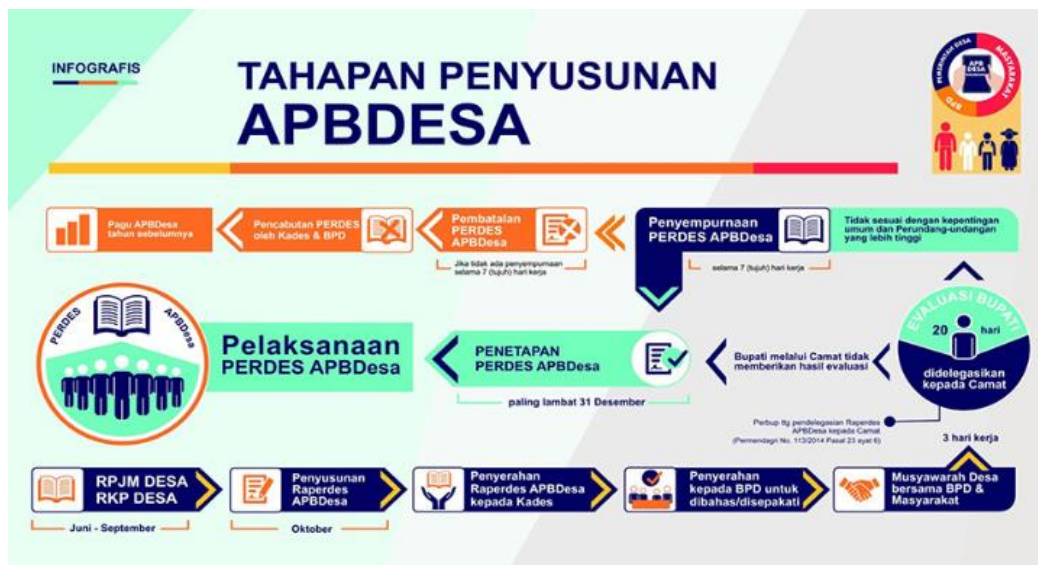 INFOGRAFIS
TAHAPAN PENYUSUNAN
APBDESA
PEMERINTAH DESA
MASYARAKAT
BPD
APB
DESA
Pagu APBDesa
tahun sebelumnya
Pencabutan PERDES
oleh Kades & BPD
Pembatalan
PERDES
APBDesa
Jika tidak ada penyempurnaan
selama 7 (tujuh) hari kerja
Penyempurnaan
PERDES APBDesa
selama 7 (tujuh) hari kerja
Tidak sesuai dengan kepentingan
umum dan Perundang-undangan
yang lebih tinggi
PERDES
APBDesa
Pelaksanaan
PERDES APBDesa
PENETAPAN
PERDES APBDesa
paling lambat 31 Desember
Bupati melalui Camat tidak
memberikan hasil evaluasi
EVALUASI BUPATI
20 hari
didelegasikan
kepada Camat
Perbup ttg pendelegasian Raperdes
APBDesa kepada Camat
(Permendagri No. 113/2014 Pasal 23 ayat 6)
3 hari kerja
RPJM DESA
RKP DESA
Juni - September
Penyusunan
Raperdes
APBDesa
Oktober
Penyerahan
Raperdes APBDesa
kepada Kades
Penyerahan
kepada BPD untuk
dibahas/disepakati
Musyawarah Desa
bersama BPD &
Masyarakat